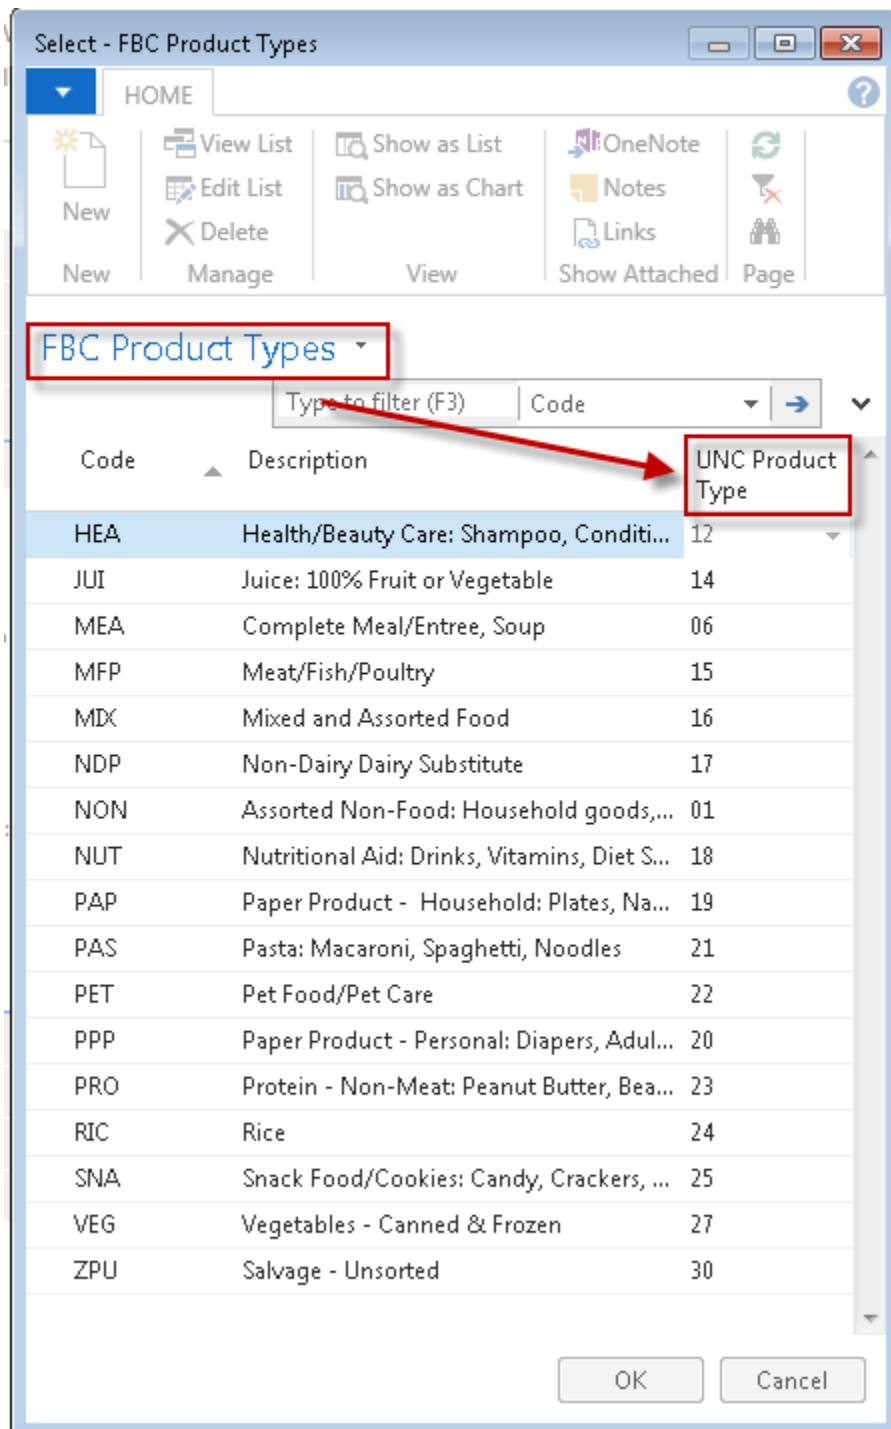 Select - FBC Product Types
HOME
New
View List
Edit List
Delete
Show as List
Show as Chart
OneNote
Notes
Links
New Manage View Show Attached Page
FBC Product Types
Type to filter (F3) Code
Code Description UNC Product
Type
HEA Health/Beauty Care: Shampoo, Conditi... 12
JUI Juice: 100% Fruit or Vegetable 14
MEA Complete Meal/Entree, Soup 06
MFP Meat/Fish/Poultry 15
MIX Mixed and Assorted Food 16
NDP Non-Dairy Dairy Substitute 17
NON Assorted Non-Food: Household goods,... 01
NUT Nutritional Aid: Drinks, Vitamins, Diet S... 18
PAP Paper Product - Household: Plates, Na... 19
PAS Pasta: Macaroni, Spaghetti, Noodles 21
PET Pet Food/Pet Care 22
PPP Paper Product - Personal: Diapers, Adul... 20
PRO Protein - Non-Meat: Peanut Butter, Bea... 23
RIC Rice 24
SNA Snack Food/Cookies: Candy, Crackers, ... 25
VEG Vegetables - Canned & Frozen 27
ZPU Salvage - Unsorted 30
OK Cancel